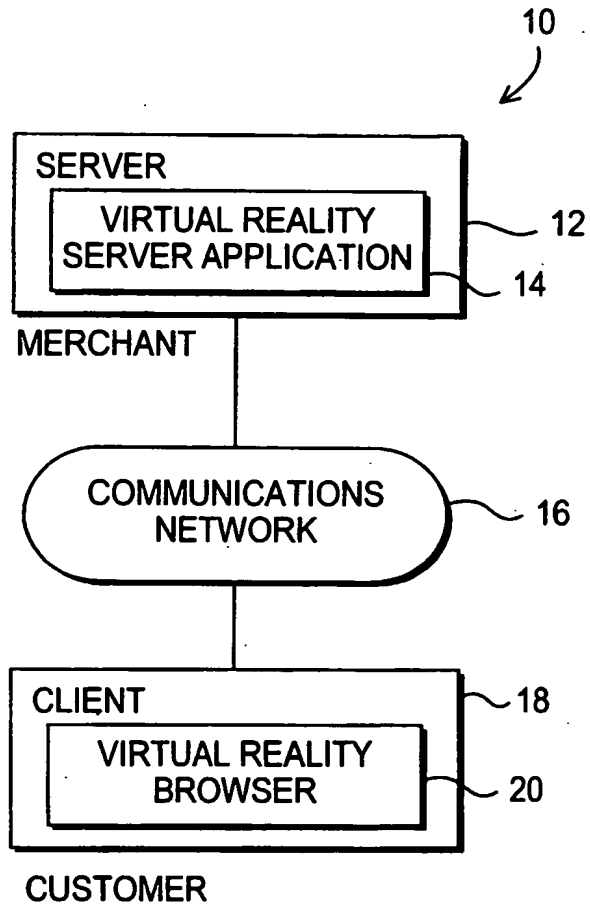 10
SERVER
VIRTUAL REALITY
SERVER APPLICATION
12
14
MERCHANT
COMMUNICATIONS
NETWORK
16
CLIENT
18
VIRTUAL REALITY
BROWSER
20
CUSTOMER